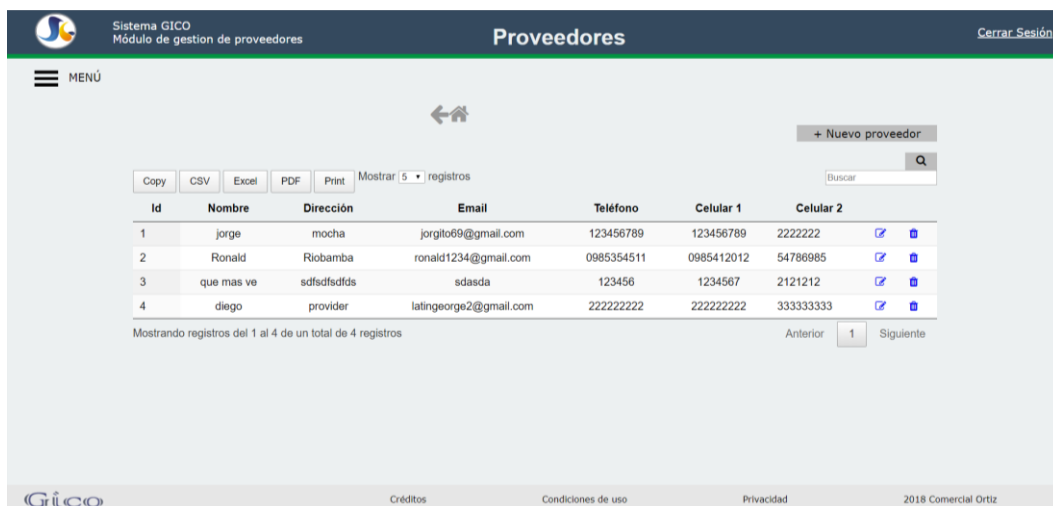 Sistema GICO
Módulo de gestion de proveedores
Proveedores
Cerrar Sesión
MENÚ
+ Nuevo proveedor
Copy CSV Excel PDF Print Mostrar 5 registros
Buscar
Id Nombre Dirección Email Teléfono Celular 1 Celular 2
1 jorge mocha jorgito69@gmail.com 123456789 123456789 2222222
2 Ronald Riobamba ronald1234@gmail.com 0985354511 0985412012 54786985
3 que mas ve sdfsdfsdfds sdasda 123456 1234567 2121212
4 diego provider latingeorge2@gmail.com 222222222 222222222 333333333
Mostrando registros del 1 al 4 de un total de 4 registros
Anterior 1 Siguiente
Gico Créditos Condiciones de uso Privacidad 2018 Comercial Ortiz